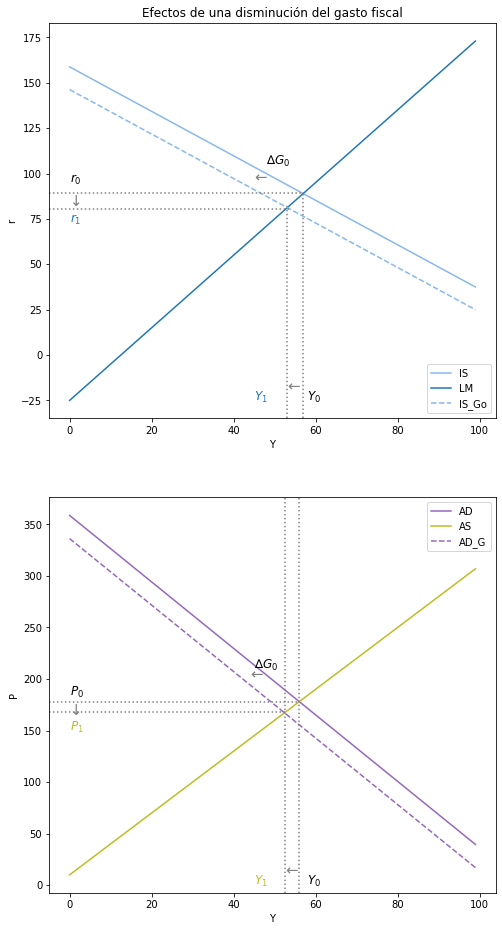 Efectos de una disminución del gasto fiscal
175
150
125
100
75
50
25
0
−25
r
r₀
↓
r₁
ΔG₀
←
Y₁
←
Y₀
IS
LM
IS_Go
0
20
40
60
80
100
Y
350
300
250
200
150
100
50
0
P
P₀
↓
P₁
ΔG₀
←
Y₁
←
Y₀
AD
AS
AD_G
0
20
40
60
80
100
Y